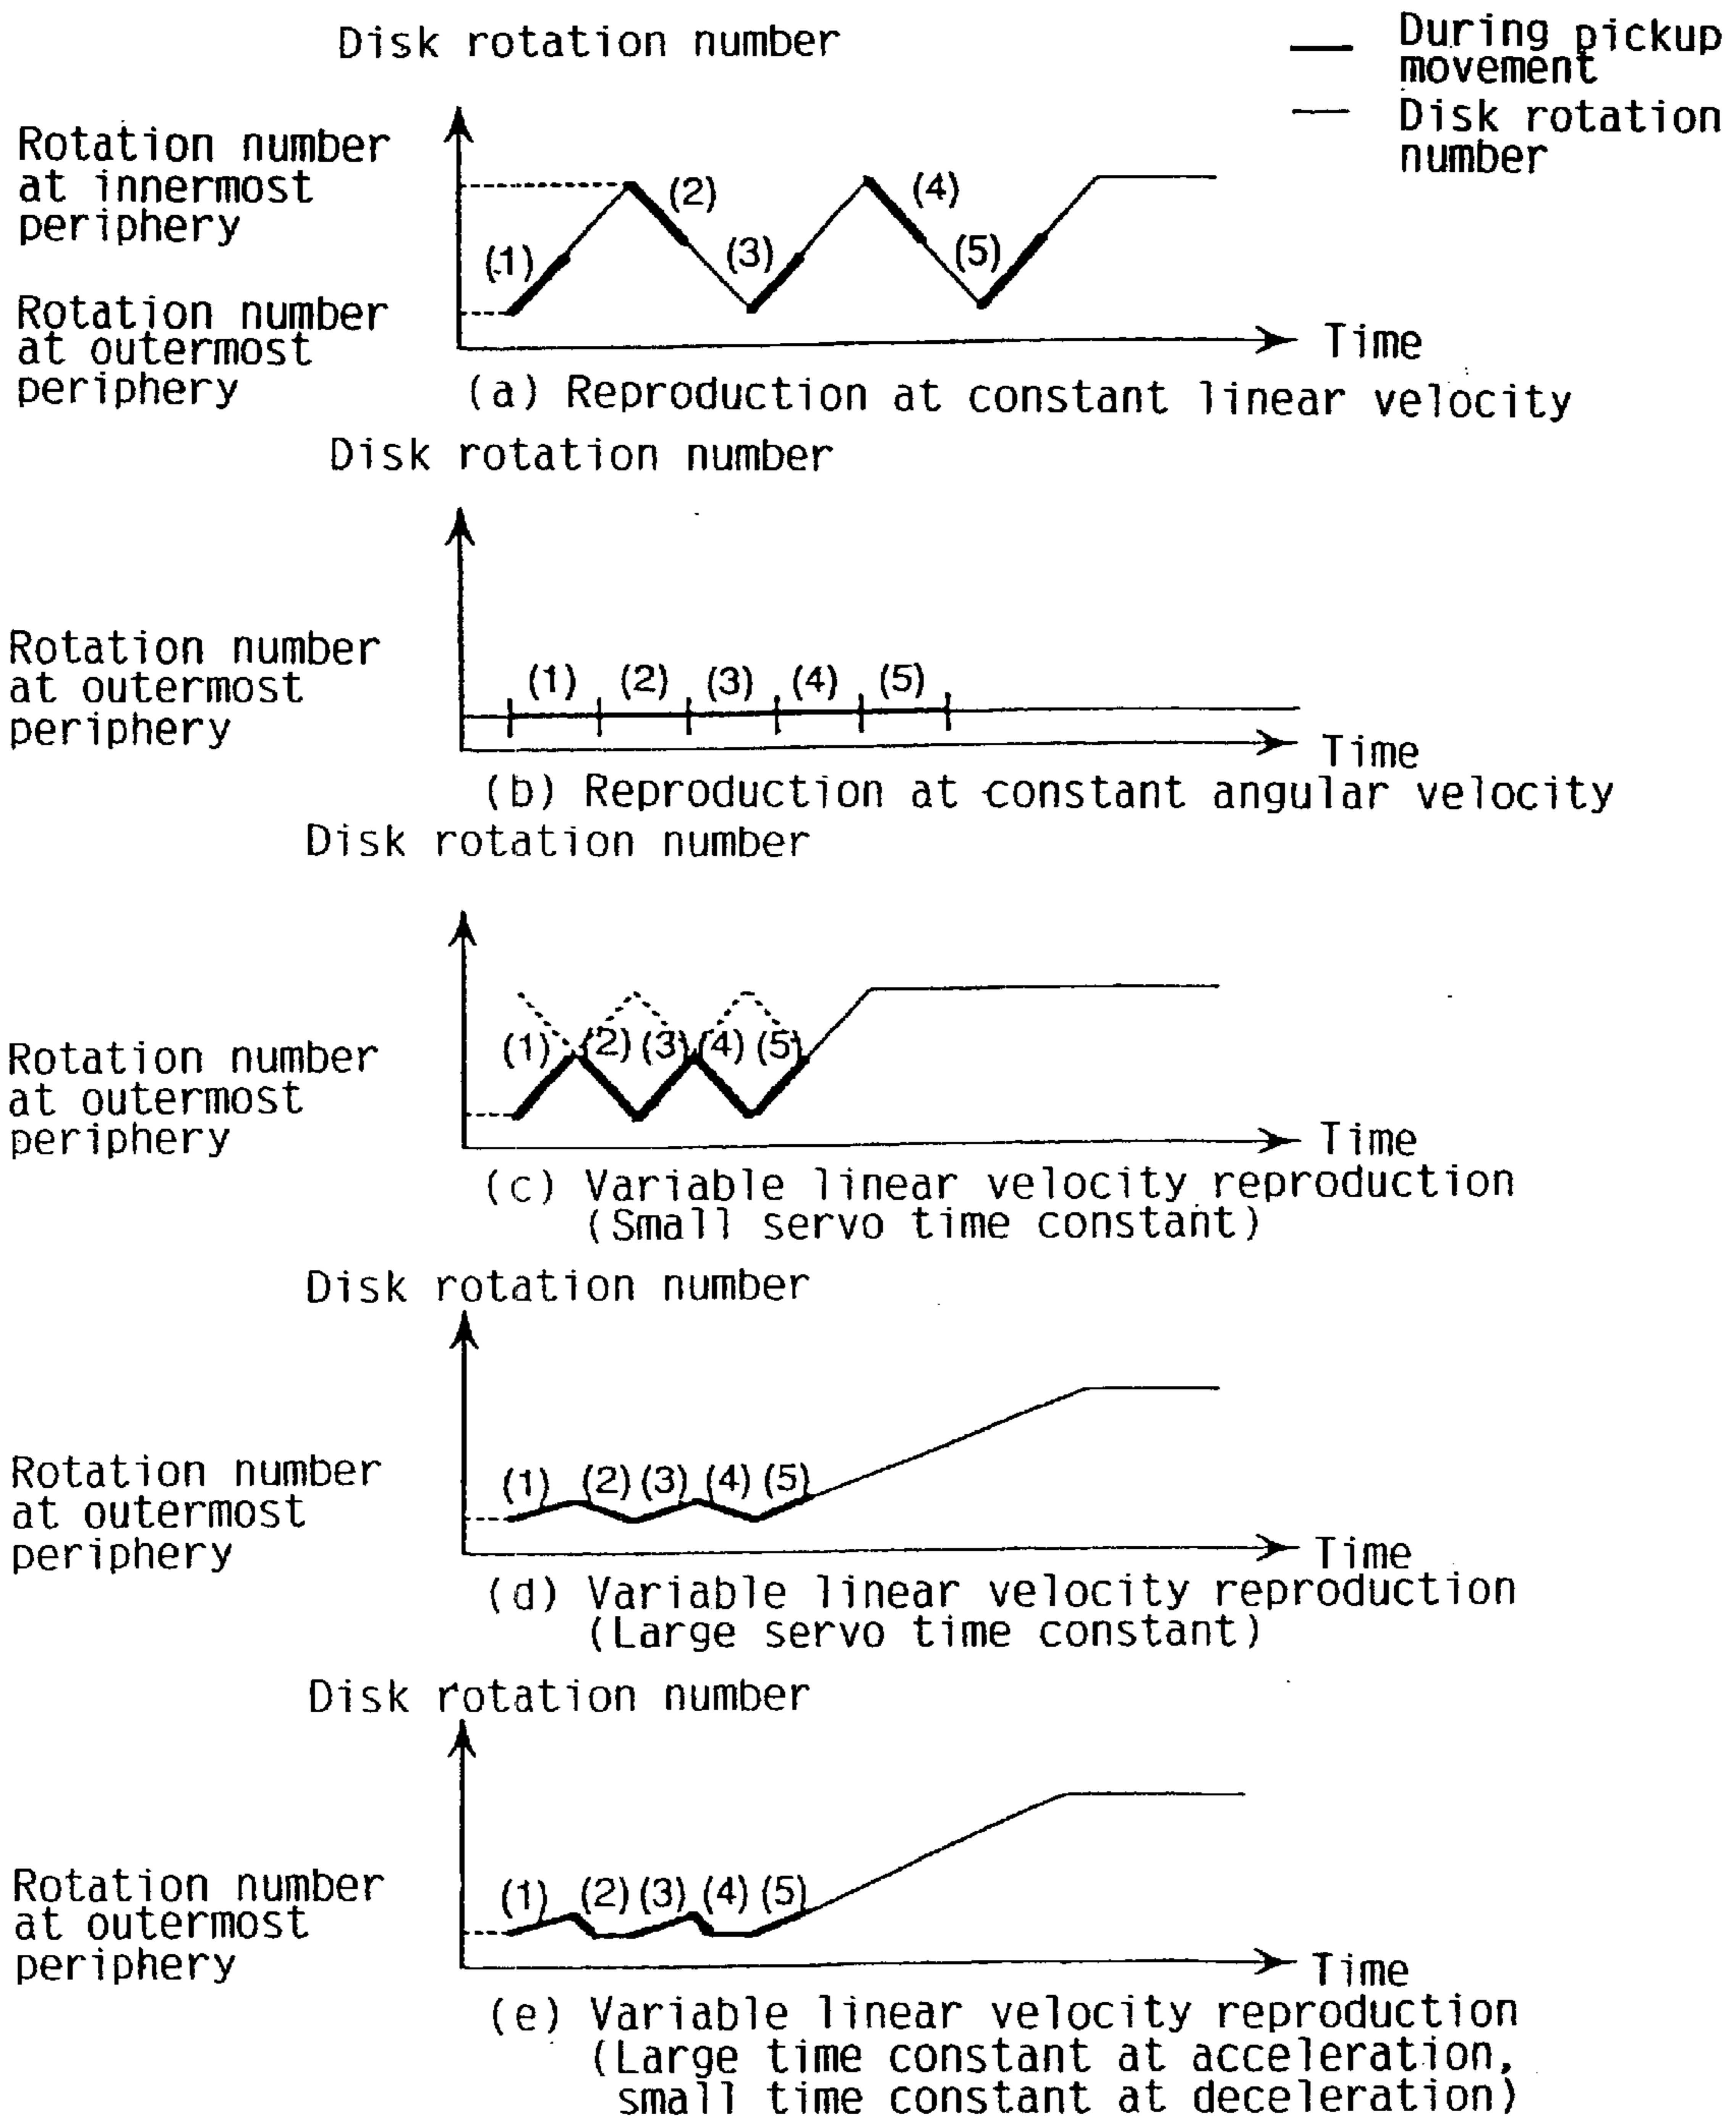 Disk rotation number
During pickup
movement
Disk rotation
number
Rotation number
at innermost
periphery
(1)
(2)
(3)
(4)
(5)
Rotation number
at outermost
periphery
Time
(a) Reproduction at constant linear velocity
Disk rotation number
Rotation number
at outermost
periphery
(1) (2) (3) (4) (5)
Time
(b) Reproduction at constant angular velocity
Disk rotation number
Rotation number
at outermost
periphery
(1) (2) (3) (4) (5)
Time
(c) Variable linear velocity reproduction
(Small servo time constant)
Disk rotation number
Rotation number
at outermost
periphery
(1) (2) (3) (4) (5)
Time
(d) Variable linear velocity reproduction
(Large servo time constant)
Disk rotation number
Rotation number
at outermost
periphery
(1) (2) (3) (4) (5)
Time
(e) Variable linear velocity reproduction
(Large time constant at acceleration,
small time constant at deceleration)